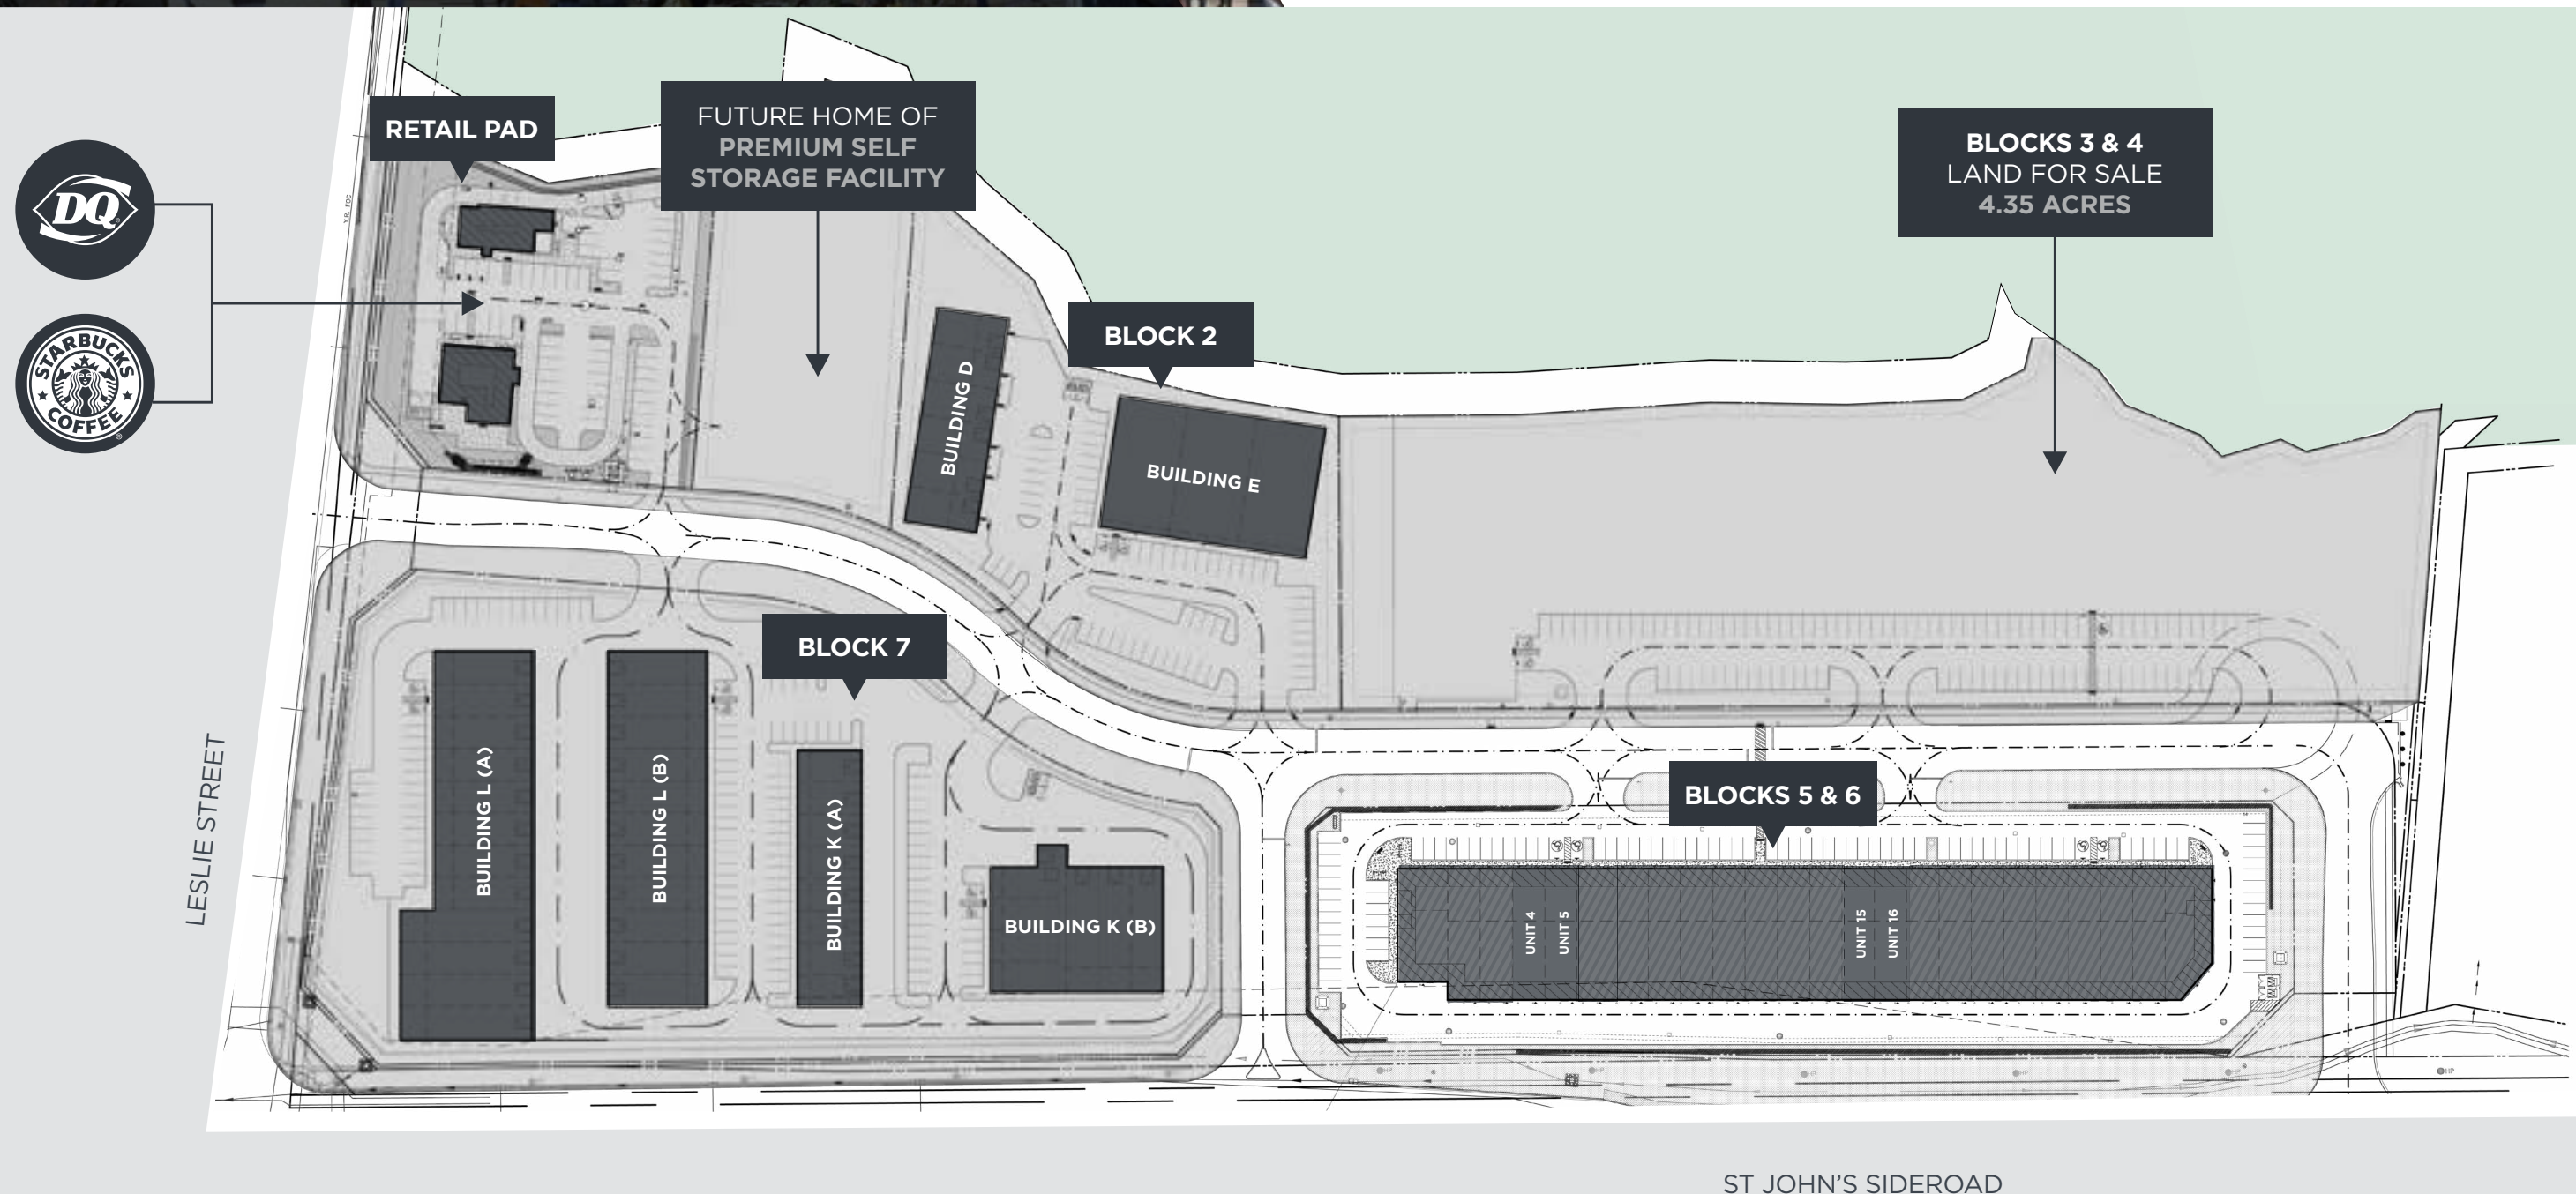 RETAIL PAD
FUTURE HOME OF
PREMIUM SELF
STORAGE FACILITY
BLOCKS 3 & 4
LAND FOR SALE
4.35 ACRES
DQ
STARBUCKS
COFFEE
Y.R. FDC
BLOCK 2
BUILDING D
BUILDING E
BLOCK 7
BLOCKS 5 & 6
LESLIE STREET
BUILDING L (A)
BUILDING L (B)
BUILDING K (A)
BUILDING K (B)
UNIT 4
UNIT 5
UNIT 15
UNIT 16
ST JOHN'S SIDEROAD